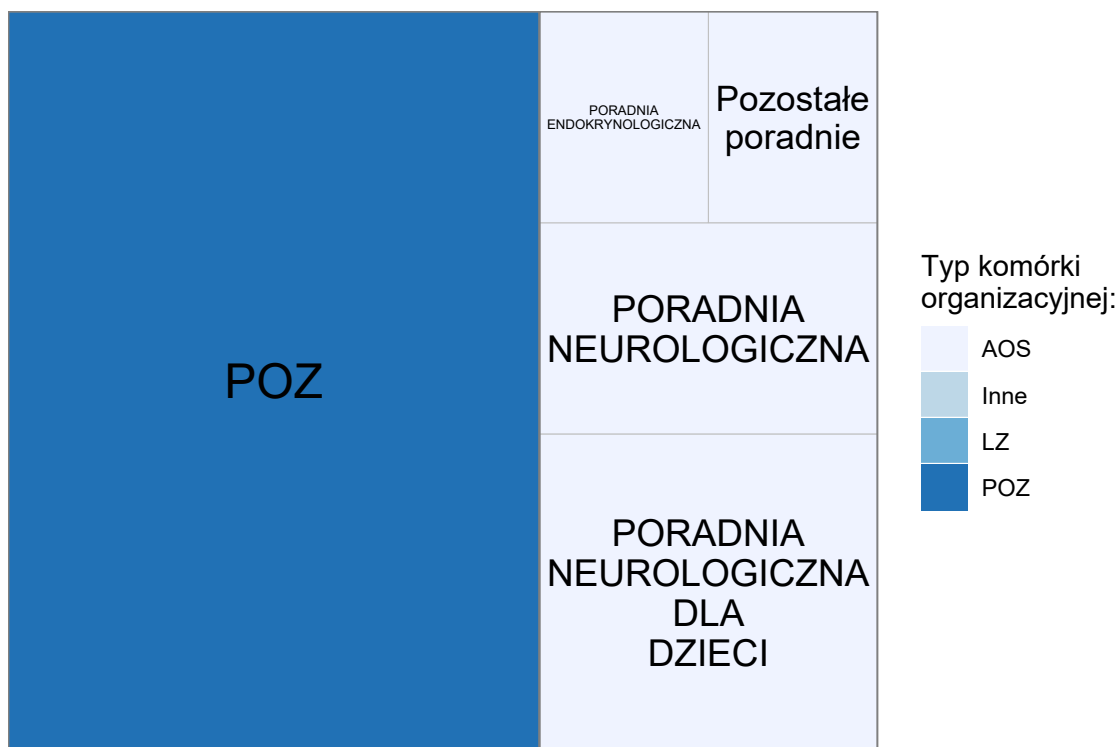 POZ
PORADNIA
ENDOKRYNOLOGICZNA
Pozostałe
poradnie
PORADNIA
NEUROLOGICZNA
PORADNIA
NEUROLOGICZNA
DLA
DZIECI
Typ komórki
organizacyjnej:
AOS
Inne
LZ
POZ